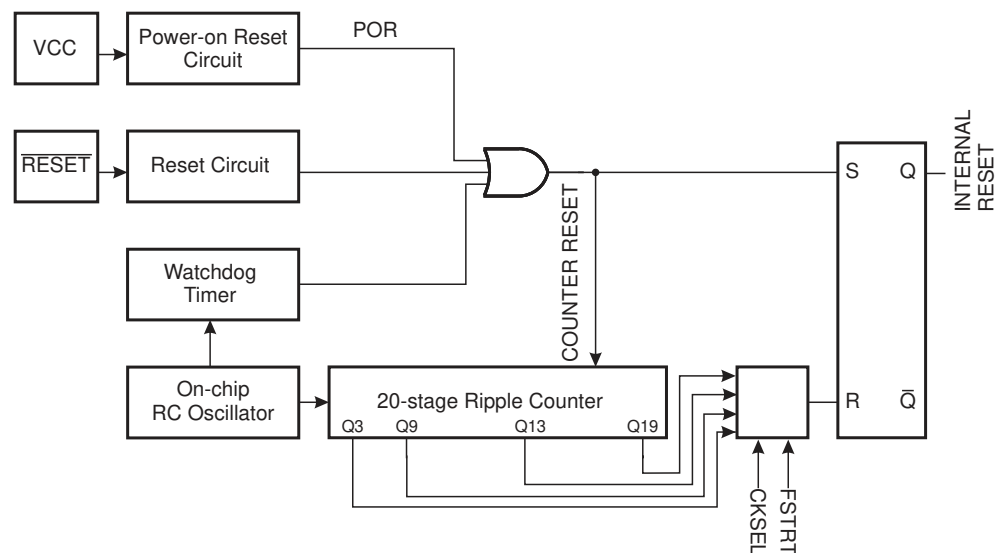 VCC
Power-on Reset
Circuit
POR
RESET
Reset Circuit
Watchdog
Timer
On-chip
RC Oscillator
COUNTER RESET
20-stage Ripple Counter
Q3
Q9
Q13
Q19
CKSEL
FSTRT
S
Q
R
Q̅
INTERNAL
RESET